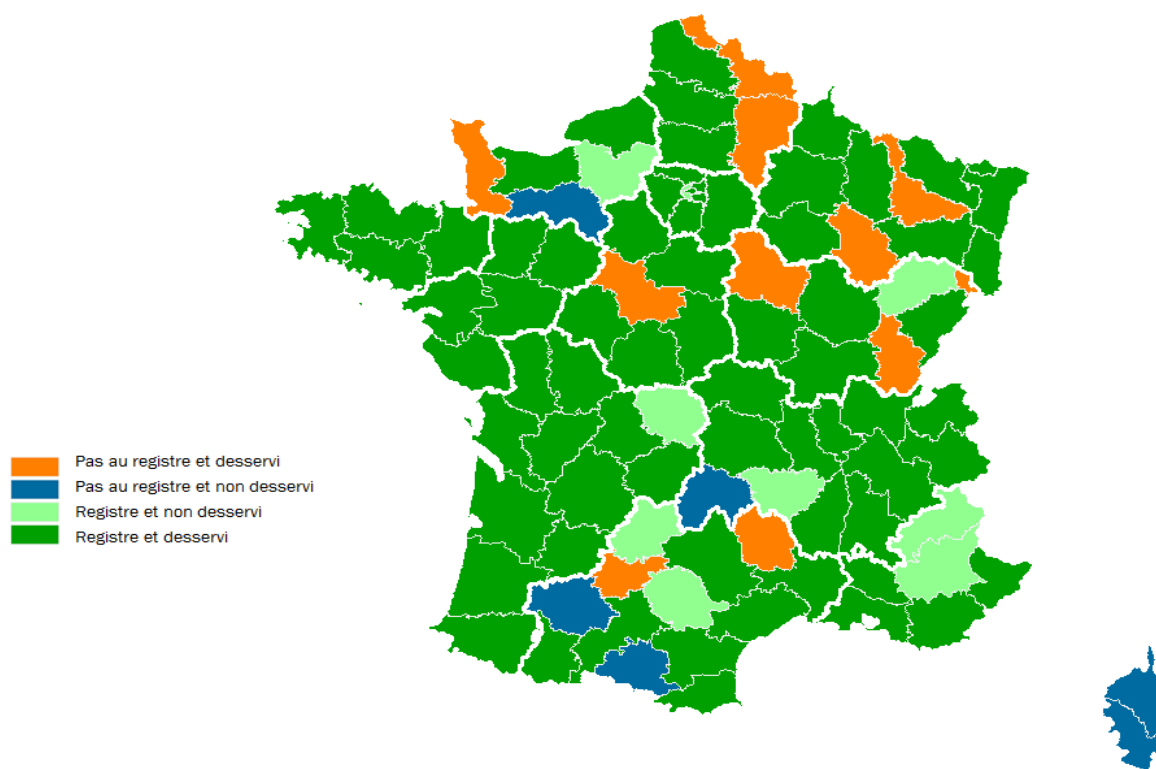 Pas au registre et desservi
Pas au registre et non desservi
Registre et non desservi
Registre et desservi